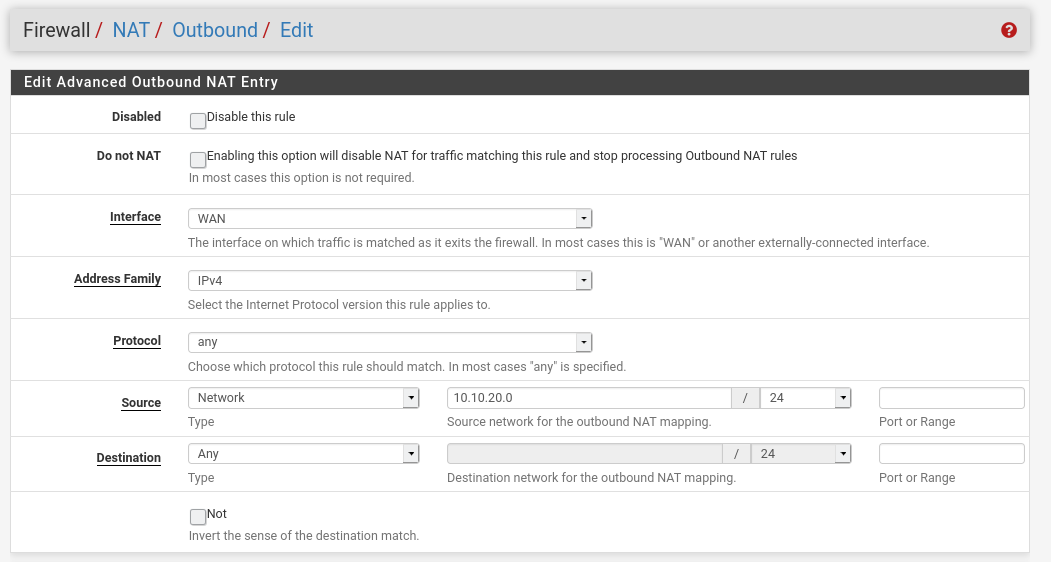 Firewall / NAT / Outbound / Edit
Edit Advanced Outbound NAT Entry
Disabled
Disable this rule
Do not NAT
Enabling this option will disable NAT for traffic matching this rule and stop processing Outbound NAT rules
In most cases this option is not required.
Interface
WAN
The interface on which traffic is matched as it exits the firewall. In most cases this is "WAN" or another externally-connected interface.
Address Family
IPv4
Select the Internet Protocol version this rule applies to.
Protocol
any
Choose which protocol this rule should match. In most cases "any" is specified.
Source
Network 10.10.20.0 / 24
Type Source network for the outbound NAT mapping. Port or Range
Destination
Any / 24
Type Destination network for the outbound NAT mapping. Port or Range
Not
Invert the sense of the destination match.